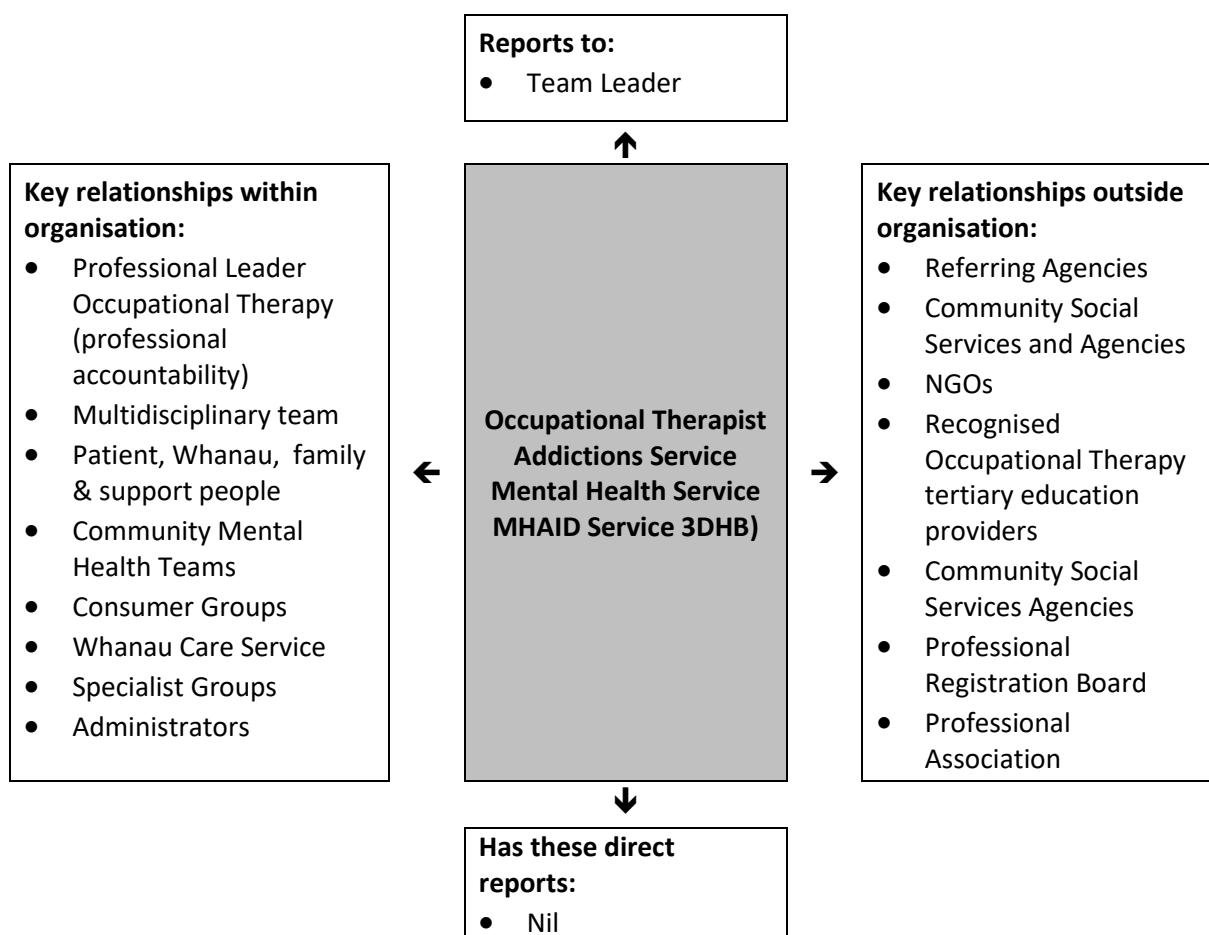 Reports to:
• Team Leader
↑
Key relationships within
organisation:
• Professional Leader
Occupational Therapy
(professional
accountability)
• Multidisciplinary team
• Patient, Whanau,  family
& support people
• Community Mental
Health Teams
• Consumer Groups
• Whanau Care Service
• Specialist Groups
• Administrators
←
Occupational Therapist
Addictions Service
Mental Health Service
MHAID Service 3DHB)
→
Key relationships outside
organisation:
• Referring Agencies
• Community Social
Services and Agencies
• NGOs
• Recognised
Occupational Therapy
tertiary education
providers
• Community Social
Services Agencies
• Professional
Registration Board
• Professional
Association
↓
Has these direct
reports:
• Nil